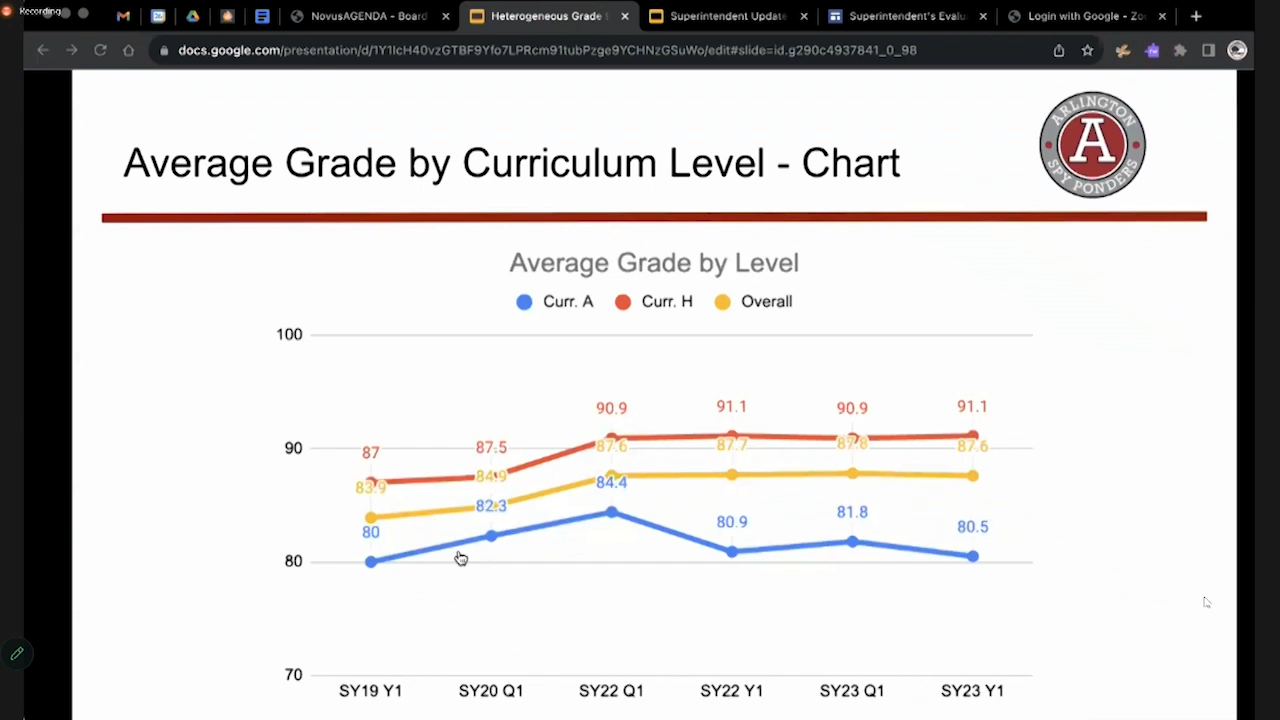 Recording
NovusAGENDA - Board
Heterogeneous Grade
Superintendent Update
Superintendent's Evalu
Login with Google - Zo
docs.google.com/presentation/d/1Y1lcH40vzGTBF9Yfo7LPRcm91tubPzge9YCHNzGSuWo/edit#slide=id.g290c4937841_0_98
ARLINGTON
A
SPY PONDERS
Average Grade by Curriculum Level - Chart
Average Grade by Level
Curr. A Curr. H Overall
100
90
80
70
87 87.5 90.9 91.1 90.9 91.1
83.9 84.9 87.6 87.7 87.8 87.6
80 82.3 84.4 80.9 81.8 80.5
SY19 Y1 SY20 Q1 SY22 Q1 SY22 Y1 SY23 Q1 SY23 Y1